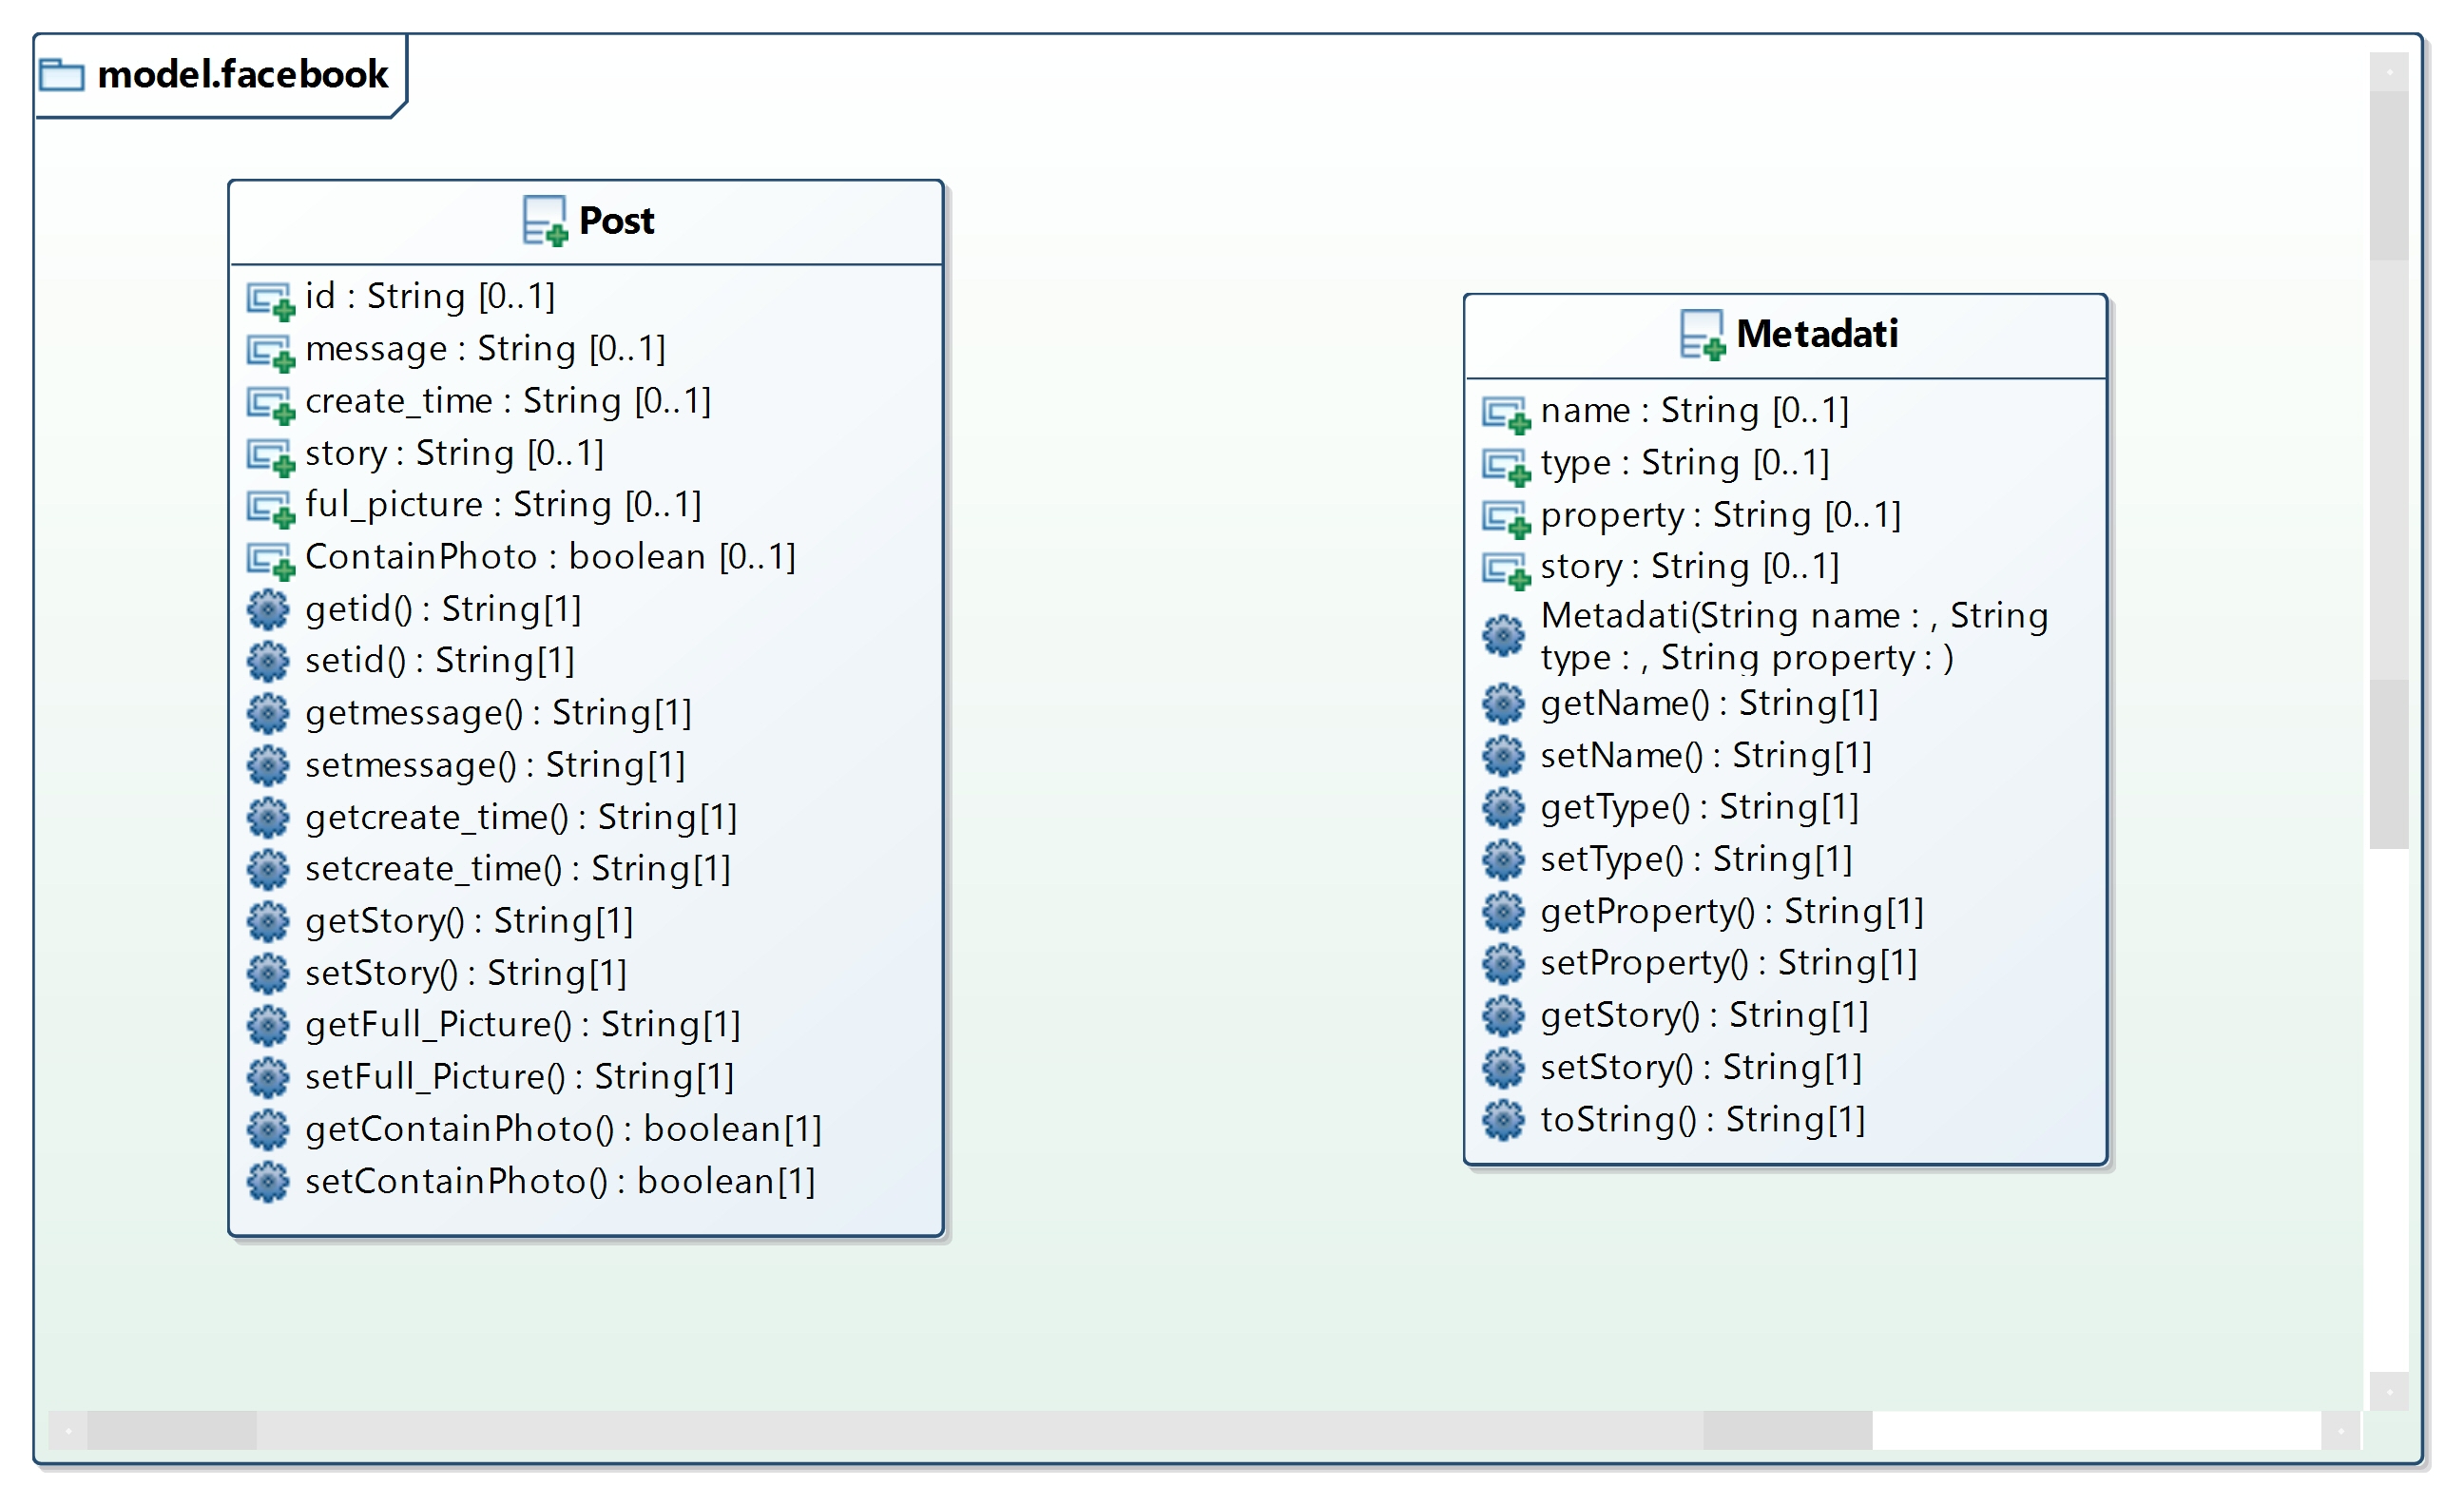 model.facebook
Post
id : String [0..1]
message : String [0..1]
create_time : String [0..1]
story : String [0..1]
ful_picture : String [0..1]
ContainPhoto : boolean [0..1]
getid() : String[1]
setid() : String[1]
getmessage() : String[1]
setmessage() : String[1]
getcreate_time() : String[1]
setcreate_time() : String[1]
getStory() : String[1]
setStory() : String[1]
getFull_Picture() : String[1]
setFull_Picture() : String[1]
getContainPhoto() : boolean[1]
setContainPhoto() : boolean[1]
Metadati
name : String [0..1]
type : String [0..1]
property : String [0..1]
story : String [0..1]
Metadati(String name : , String
type : , String property : )
getName() : String[1]
setName() : String[1]
getType() : String[1]
setType() : String[1]
getProperty() : String[1]
setProperty() : String[1]
getStory() : String[1]
setStory() : String[1]
toString() : String[1]